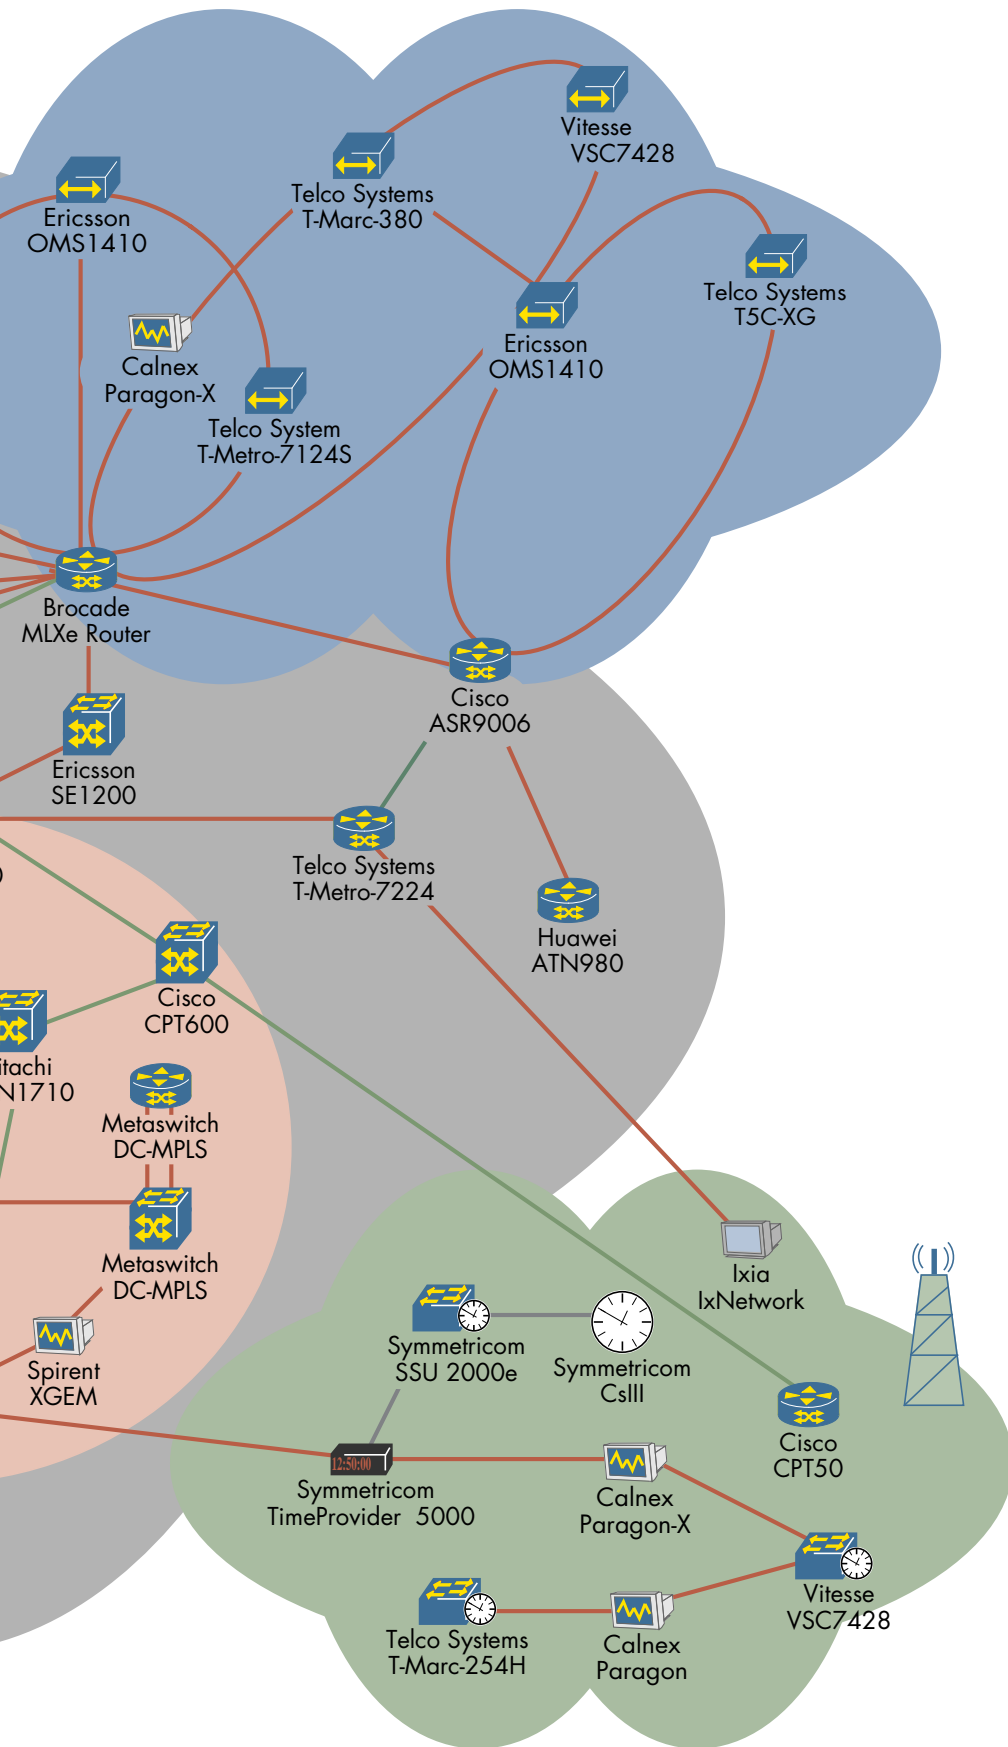 Vitesse
VSC7428
Telco Systems
T-Marc-380
Ericsson
OMS1410
Telco Systems
T5C-XG
Ericsson
OMS1410
Calnex
Paragon-X
Telco System
T-Metro-7124S
Brocade
MLXe Router
Cisco
ASR9006
Ericsson
SE1200
Telco Systems
T-Metro-7224
Huawei
ATN980
Cisco
CPT600
itachi
N1710
Metaswitch
DC-MPLS
Metaswitch
DC-MPLS
Ixia
IxNetwork
Symmetricom
SSU 2000e
Symmetricom
CsIII
Spirent
XGEM
Cisco
CPT50
12:50:00
Symmetricom
TimeProvider 5000
Calnex
Paragon-X
Vitesse
VSC7428
Telco Systems
T-Marc-254H
Calnex
Paragon